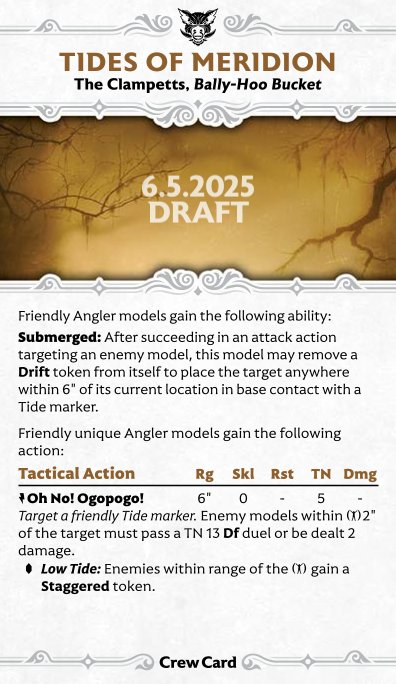 TIDES OF MERIDION
The Clampetts, Bally-Hoo Bucket
6.5.2025
DRAFT
Friendly Angler models gain the following ability:
Submerged: After succeeding in an attack action
targeting an enemy model, this model may remove a
Drift token from itself to place the target anywhere
within 6" of its current location in base contact with a
Tide marker.
Friendly unique Angler models gain the following
action:
Tactical Action Rg Skl Rst TN Dmg
Oh No! Ogopogo! 6" 0 - 5 -
Target a friendly Tide marker. Enemy models within 2"
of the target must pass a TN 13 Df duel or be dealt 2
damage.
Low Tide: Enemies within range of the gain a
Staggered token.
Crew Card